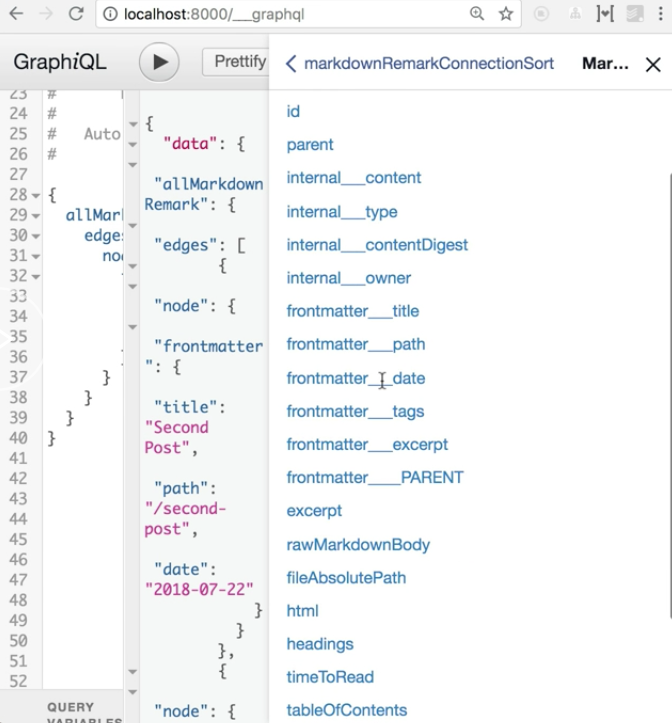 localhost:8000/___graphql
GraphiQL
Prettify
markdownRemarkConnectionSort
Mar...
23 #
24 #
25 # Auto
26 #
27
28 {
29 allMar
30 edges
31 no
32
33
34
35
36 }
37 }
38 }
39 }
40 }
41
42
43
44
45
46
47
48
49
50
51
52
QUERY
VARIABLES
{
"data": {
"allMarkdown
Remark": {
"edges": [
{
"node": {
"frontmatter
": {
"title":
"Second
Post",
"path":
"/second-
post",
"date":
"2018-07-22"
}
}
},
{
"node": {
id
parent
internal___content
internal___type
internal___contentDigest
internal___owner
frontmatter___title
frontmatter___path
frontmatter___date
frontmatter___tags
frontmatter___excerpt
frontmatter____PARENT
excerpt
rawMarkdownBody
fileAbsolutePath
html
headings
timeToRead
tableOfContents